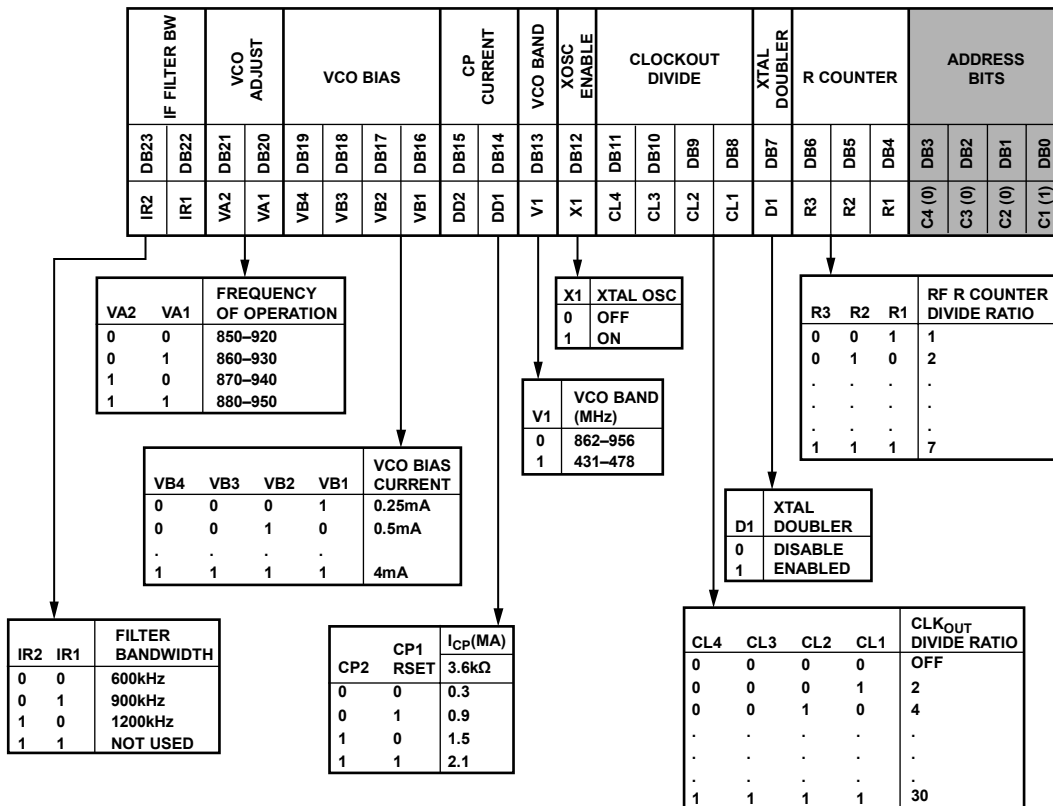 IF FILTER BW
VCO
ADJUST
VCO BIAS
CP
CURRENT
VCO BAND
XOSC
ENABLE
CLOCKOUT
DIVIDE
XTAL
DOUBLER
R COUNTER
ADDRESS
BITS
DB23 DB22 DB21 DB20 DB19 DB18 DB17 DB16 DB15 DB14 DB13 DB12 DB11 DB10 DB9 DB8 DB7 DB6 DB5 DB4 DB3 DB2 DB1 DB0
IR2 IR1 VA2 VA1 VB4 VB3 VB2 VB1 DD2 DD1 V1 X1 CL4 CL3 CL2 CL1 D1 R3 R2 R1 C4 (0) C3 (0) C2 (0) C1 (1)
FREQUENCY
VA2 VA1 OF OPERATION
0 0 850–920
0 1 860–930
1 0 870–940
1 1 880–950
X1 XTAL OSC
0 OFF
1 ON
RF R COUNTER
R3 R2 R1 DIVIDE RATIO
0 0 1 1
0 1 0 2
. . . .
. . . .
. . . .
1 1 1 7
VCO BAND
V1 (MHz)
0 862–956
1 431–478
VCO BIAS
VB4 VB3 VB2 VB1 CURRENT
0 0 0 1 0.25mA
0 0 1 0 0.5mA
. . . .
1 1 1 1 4mA
XTAL
D1 DOUBLER
0 DISABLE
1 ENABLED
FILTER
IR2 IR1 BANDWIDTH
0 0 600kHz
0 1 900kHz
1 0 1200kHz
1 1 NOT USED
CP1 ICP(MA)
CP2 RSET 3.6kΩ
0 0 0.3
0 1 0.9
1 0 1.5
1 1 2.1
CLKOUT
CL4 CL3 CL2 CL1 DIVIDE RATIO
0 0 0 0 OFF
0 0 0 1 2
0 0 1 0 4
. . . . .
. . . . .
. . . . .
1 1 1 1 30